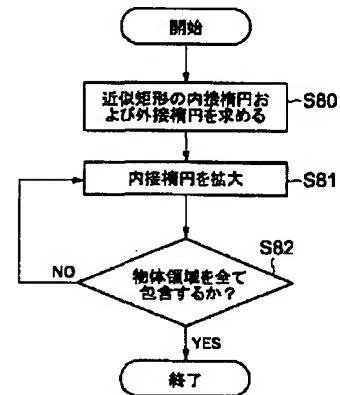 開始
近似矩形の内接楕円お
よび外接楕円を求める
S80
内接楕円を拡大
S81
S82
物体領域を全て
包含するか？
NO
YES
終了